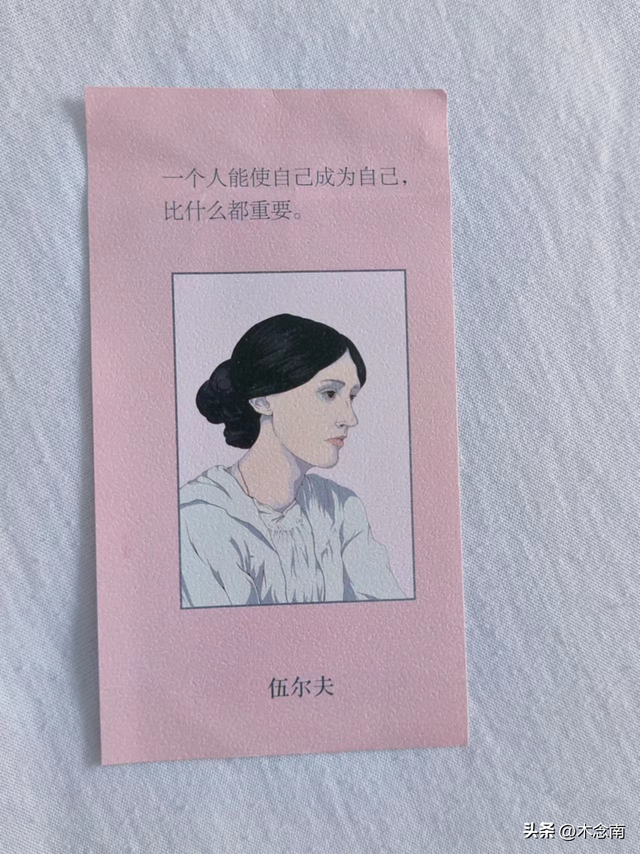 一个人能使自己成为自己，
比什么都重要。
伍尔夫
头条 @木念南